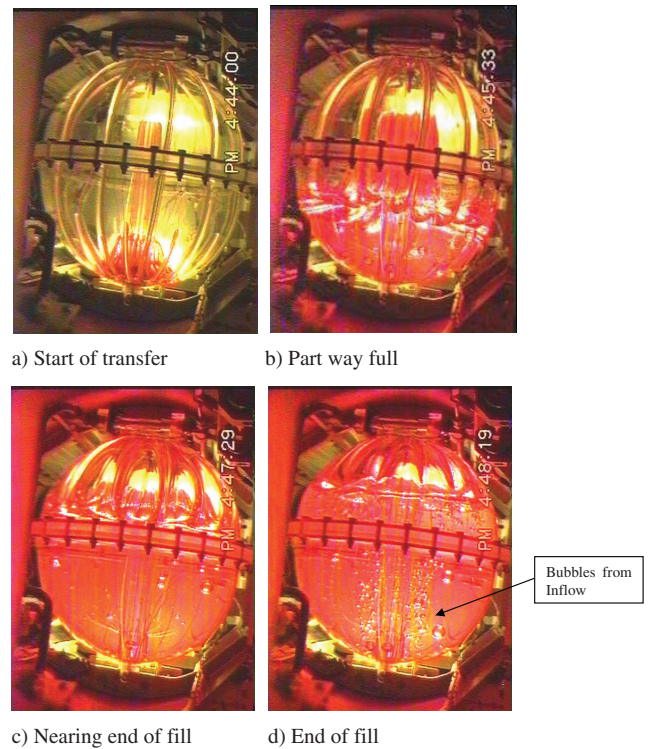 PM 4:44:00
PM 4:45:33
a) Start of transfer
b) Part way full
PM 4:47:29
PM 4:48:19
Bubbles from
Inflow
c) Nearing end of fill
d) End of fill